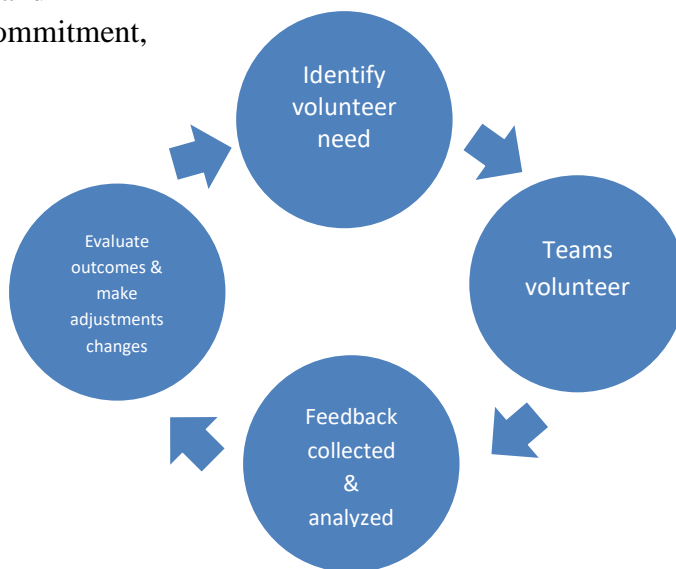 ommitment,
Identify
volunteer
need
Teams
volunteer
Feedback
collected
&
analyzed
Evaluate
outcomes &
make
adjustments
changes